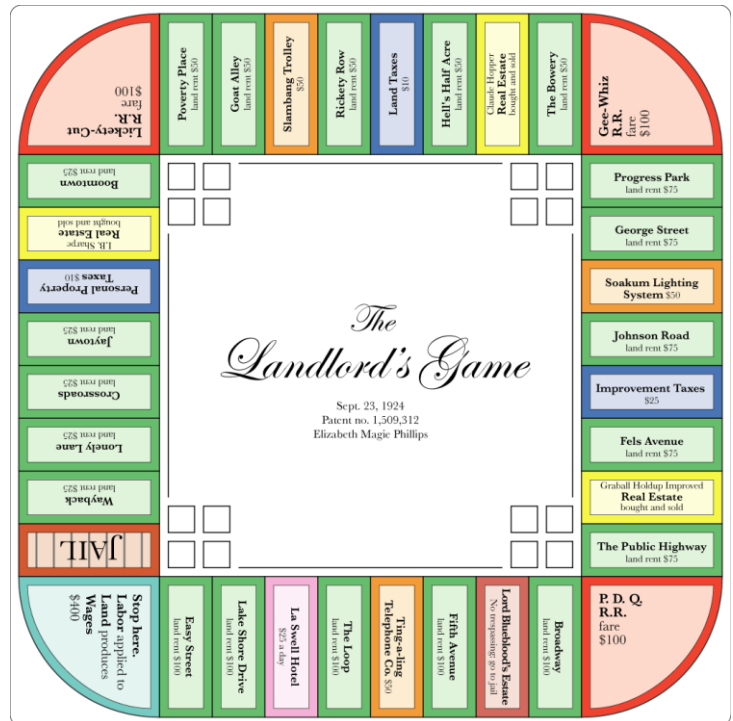 Lickety-Cut
R.R.
fare
$100
Poverty Place
land rent $50
Goat Alley
land rent $50
Slambang Trolley
$50
Rickety Row
land rent $50
Land Taxes
$10
Hell's Half Acre
land rent $50
Claude Hopper
Real Estate
bought and sold
The Bowery
land rent $50
Gee-Whiz
R.R.
fare
$100
Progress Park
land rent $75
George Street
land rent $75
Soakum Lighting
System $50
Johnson Road
land rent $75
Improvement Taxes
$25
Fels Avenue
land rent $75
Graball Holdup Improved
Real Estate
bought and sold
The Public Highway
land rent $75
P. D. Q.
R.R.
fare
$100
Broadway
land rent $100
Lord Blueblood's Estate
No trespassing: go to jail
Fifth Avenue
land rent $100
Ting-a-ling
Telephone Co. $50
The Loop
land rent $100
La Swell Hotel
$25 a day
Lake Shore Drive
land rent $100
Easy Street
land rent $100
Stop here.
Labor applied to
Land produces
Wages
$400
JAIL
Wayback
land rent $25
Lonely Lane
land rent $25
Crossroads
land rent $25
Jaytown
land rent $25
Personal Property
Taxes $10
I.B. Sharpe
Real Estate
bought and sold
Boomtown
land rent $25
The
Landlord's Game
Sept. 23, 1924
Patent no. 1,509,312
Elizabeth Magie Phillips